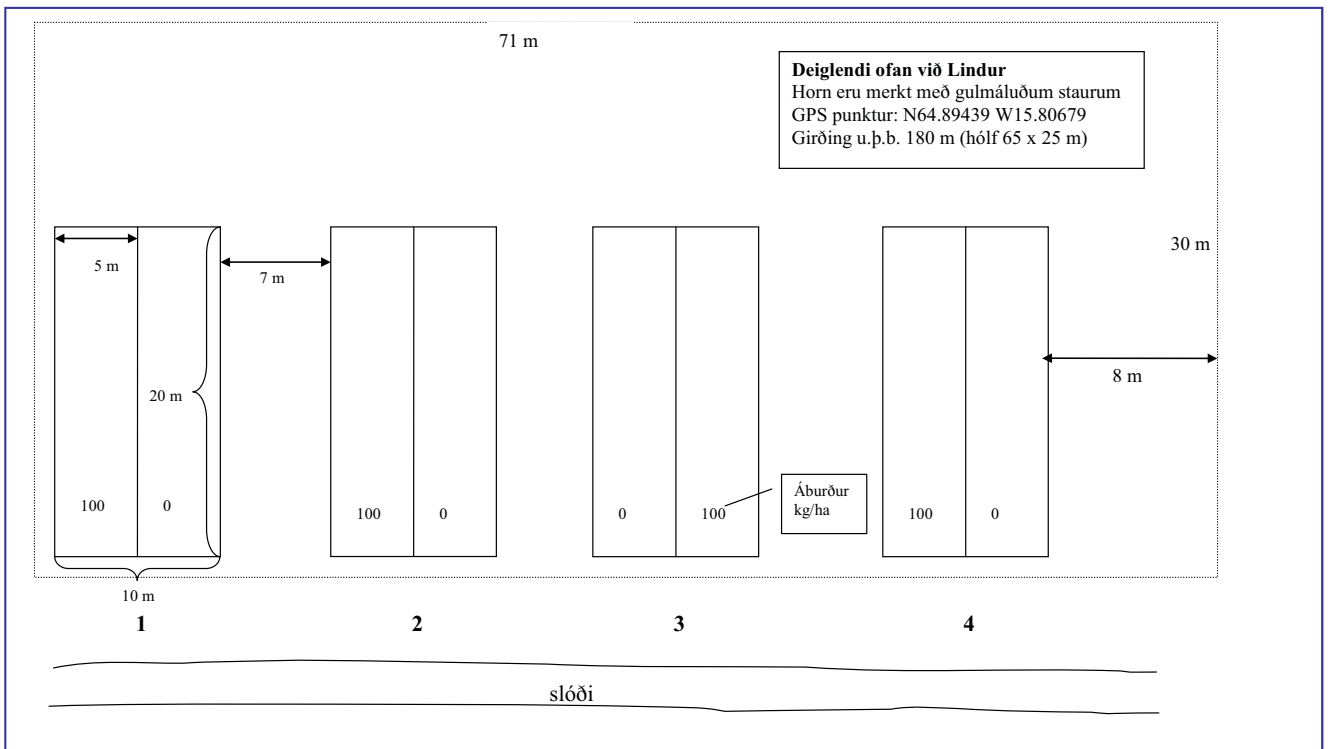 71 m
Deiglendi ofan við Lindur
Horn eru merkt með gulmáluðum staurum
GPS punktur: N64.89439 W15.80679
Girðing u.þ.b. 180 m (hólf 65 x 25 m)
30 m
5 m
7 m
8 m
20 m
100 0
100 0
0 100
Áburður
kg/ha
100 0
10 m
1 2 3 4
slóði